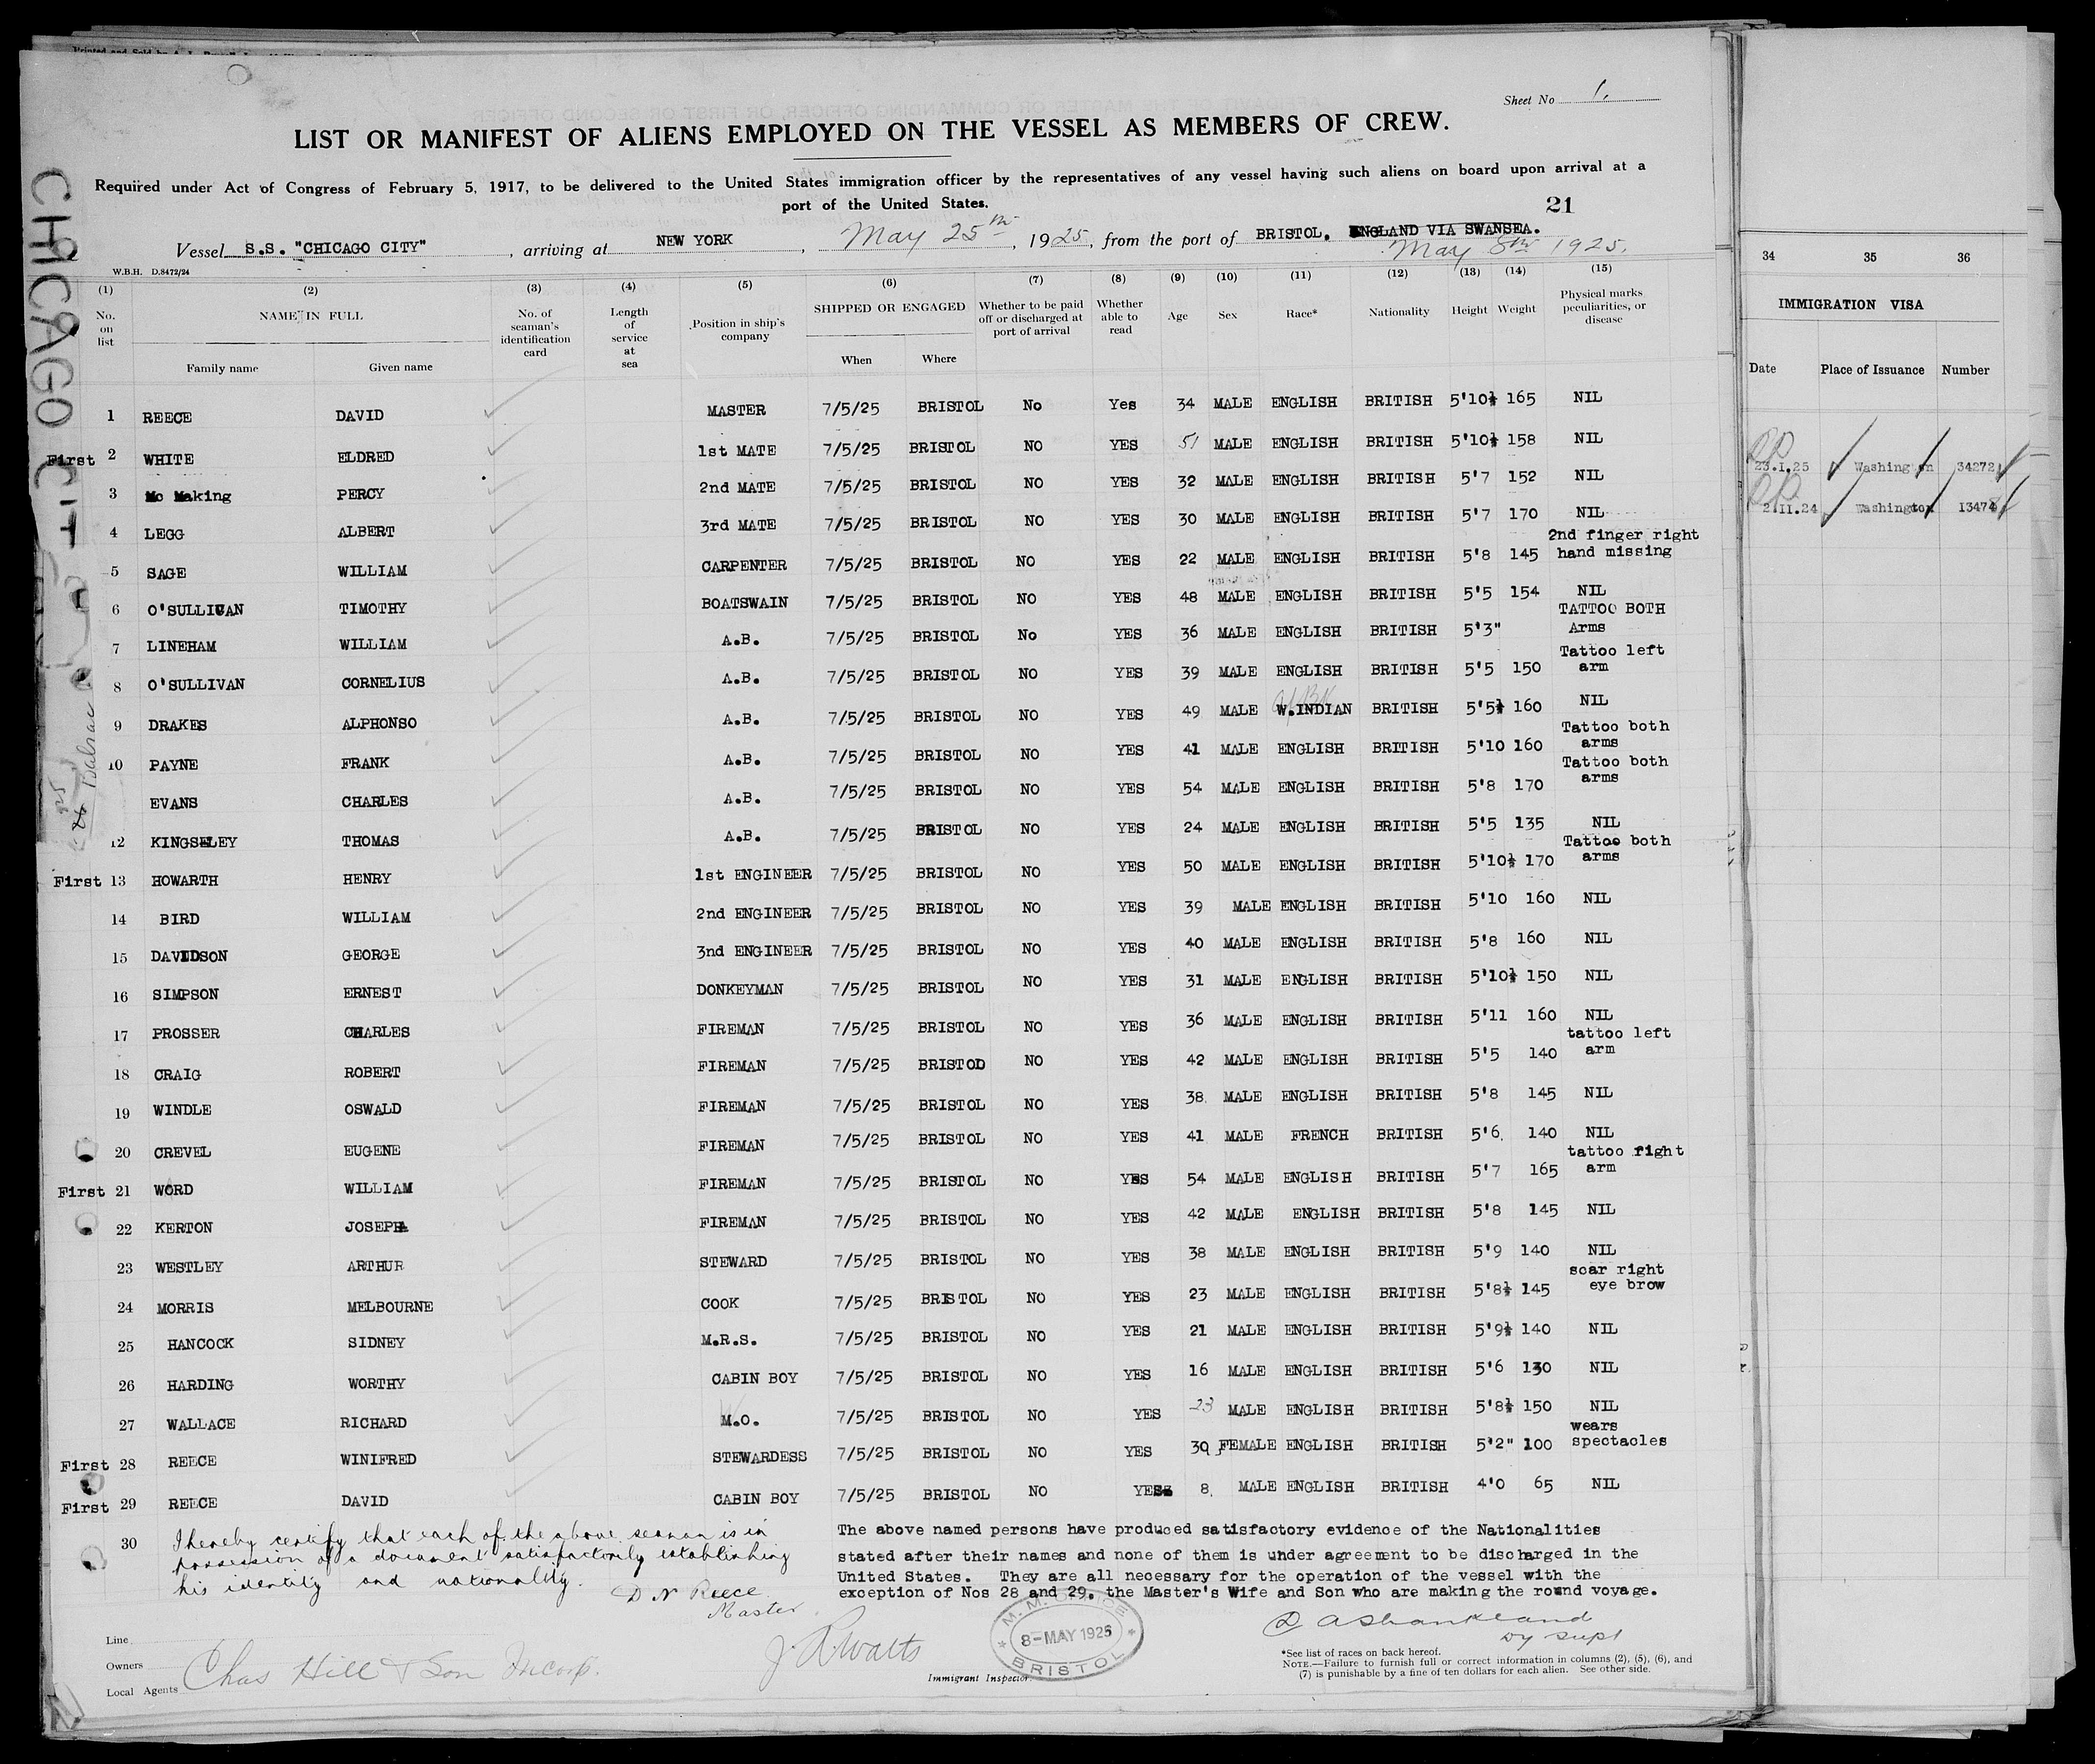 Sheet No 1.
LIST OR MANIFEST OF ALIENS EMPLOYED ON THE VESSEL AS MEMBERS OF CREW.
Required under Act of Congress of February 5, 1917, to be delivered to the United States immigration officer by the representatives of any vessel having such aliens on board upon arrival at a
port of the United States.
21
Vessel S.S. "CHICAGO CITY", arriving at NEW YORK, May 25th, 1925, from the port of BRISTOL. ENGLAND VIA SWANSEA.
May 8th 1925.
W.B.H. D.8472/24
CHICAGO CIT
(1) (2) (3) (4) (5) (6) (7) (8) (9) (10) (11) (12) (13) (14) (15)
No. on list
NAME IN FULL
Family name Given name
No. of seaman's identification card
Length of service at sea
Position in ship's company
SHIPPED OR ENGAGED
When Where
Whether to be paid off or discharged at port of arrival
Whether able to read
Age Sex Race* Nationality Height Weight
Physical marks peculiarities, or disease
34 35 36
IMMIGRATION VISA
Date Place of Issuance Number
1 REECE DAVID MASTER 7/5/25 BRISTOL No Yes 34 MALE ENGLISH BRITISH 5'10½ 165 NIL
First 2 WHITE ELDRED 1st MATE 7/5/25 BRISTOL NO YES 51 MALE ENGLISH BRITISH 5'10½ 158 NIL
23.I.25 Washington 34272
3 Mc Making PERCY 2nd MATE 7/5/25 BRISTOL NO YES 32 MALE ENGLISH BRITISH 5'7 152 NIL
2.II.24 Washington 13474
4 LEGG ALBERT 3rd MATE 7/5/25 BRISTOL NO YES 30 MALE ENGLISH BRITISH 5'7 170 NIL
5 SAGE WILLIAM CARPENTER 7/5/25 BRISTOL NO YES 22 MALE ENGLISH BRITISH 5'8 145 2nd finger right hand missing
6 O'SULLIVAN TIMOTHY BOATSWAIN 7/5/25 BRISTOL NO YES 48 MALE ENGLISH BRITISH 5'5 154 NIL
7 LINEHAM WILLIAM A.B. 7/5/25 BRISTOL No YES 36 MALE ENGLISH BRITISH 5'3" TATTOO BOTH Arms
8 O'SULLIVAN CORNELIUS A.B. 7/5/25 BRISTOL NO YES 39 MALE ENGLISH BRITISH 5'5 150 Tattoo left arm
9 DRAKES ALPHONSO A.B. 7/5/25 BRISTOL NO YES 49 MALE W.INDIAN BRITISH 5'5½ 160 NIL
10 PAYNE FRANK A.B. 7/5/25 BRISTOL NO YES 41 MALE ENGLISH BRITISH 5'10 160 Tattoo both arms
EVANS CHARLES A.B. 7/5/25 BRISTOL NO YES 54 MALE ENGLISH BRITISH 5'8 170 Tattoo both arms
12 KINGSELEY THOMAS A.B. 7/5/25 BRISTOL NO YES 24 MALE ENGLISH BRITISH 5'5 135 NIL
First 13 HOWARTH HENRY 1st ENGINEER 7/5/25 BRISTOL NO YES 50 MALE ENGLISH BRITISH 5'10½ 170 Tattoo both arms
14 BIRD WILLIAM 2nd ENGINEER 7/5/25 BRISTOL NO YES 39 MALE ENGLISH BRITISH 5'10 160 NIL
15 DAVIDSON GEORGE 3nd ENGINEER 7/5/25 BRISTOL NO YES 40 MALE ENGLISH BRITISH 5'8 160 NIL
16 SIMPSON ERNEST DONKEYMAN 7/5/25 BRISTOL NO YES 31 MALE ENGLISH BRITISH 5'10½ 150 NIL
17 PROSSER CHARLES FIREMAN 7/5/25 BRISTOL NO YES 36 MALE ENGLISH BRITISH 5'11 160 NIL
18 CRAIG ROBERT FIREMAN 7/5/25 BRISTOD NO YES 42 MALE ENGLISH BRITISH 5'5 140 tattoo left arm
19 WINDLE OSWALD FIREMAN 7/5/25 BRISTOL NO YES 38 MALE ENGLISH BRITISH 5'8 145 NIL
20 CREVEL EUGENE FIREMAN 7/5/25 BRISTOL NO YES 41 MALE FRENCH BRITISH 5'6 140 NIL
First 21 WORD WILLIAM FIREMAN 7/5/25 BRISTOL NO YES 54 MALE ENGLISH BRITISH 5'7 165 tattoo right arm
22 KERTON JOSEPH FIREMAN 7/5/25 BRISTOL NO YES 42 MALE ENGLISH BRITISH 5'8 145 NIL
23 WESTLEY ARTHUR STEWARD 7/5/25 BRISTOL NO YES 38 MALE ENGLISH BRITISH 5'9 140 NIL
24 MORRIS MELBOURNE COOK 7/5/25 BRISTOL NO YES 23 MALE ENGLISH BRITISH 5'8½ 145 scar right eye brow
25 HANCOCK SIDNEY M.R.S. 7/5/25 BRISTOL NO YES 21 MALE ENGLISH BRITISH 5'9½ 140 NIL
26 HARDING WORTHY CABIN BOY 7/5/25 BRISTOL NO YES 16 MALE ENGLISH BRITISH 5'6 130 NIL
27 WALLACE RICHARD M.O. 7/5/25 BRISTOL NO YES 23 MALE ENGLISH BRITISH 5'8½ 150 NIL
First 28 REECE WINIFRED STEWARDESS 7/5/25 BRISTOL NO YES 30 FEMALE ENGLISH BRITISH 5'2" 100 wears spectacles
First 29 REECE DAVID CABIN BOY 7/5/25 BRISTOL NO YES 8. MALE ENGLISH BRITISH 4'0 65 NIL
30 I hereby certify that each of the above seaman is in
possession of a document satisfactorily establishing
his identity and nationality.
D N Reece
Master
The above named persons have produced satisfactory evidence of the Nationalities
stated after their names and none of them is under agreement to be discharged in the
United States. They are all necessary for the operation of the vessel with the
exception of Nos 28 and 29. the Master's Wife and Son who are making the round voyage.
M. M. OFFICE
8-MAY 1925
BRISTOL
Dy Supt
Line
Owners
Local Agents
Chas Hill & Son Incorp.
J. R. Watts
Immigrant Inspector.
*See list of races on back hereof.
NOTE.—Failure to furnish full or correct information in columns (2), (5), (6), and
(7) is punishable by a fine of ten dollars for each alien. See other side.